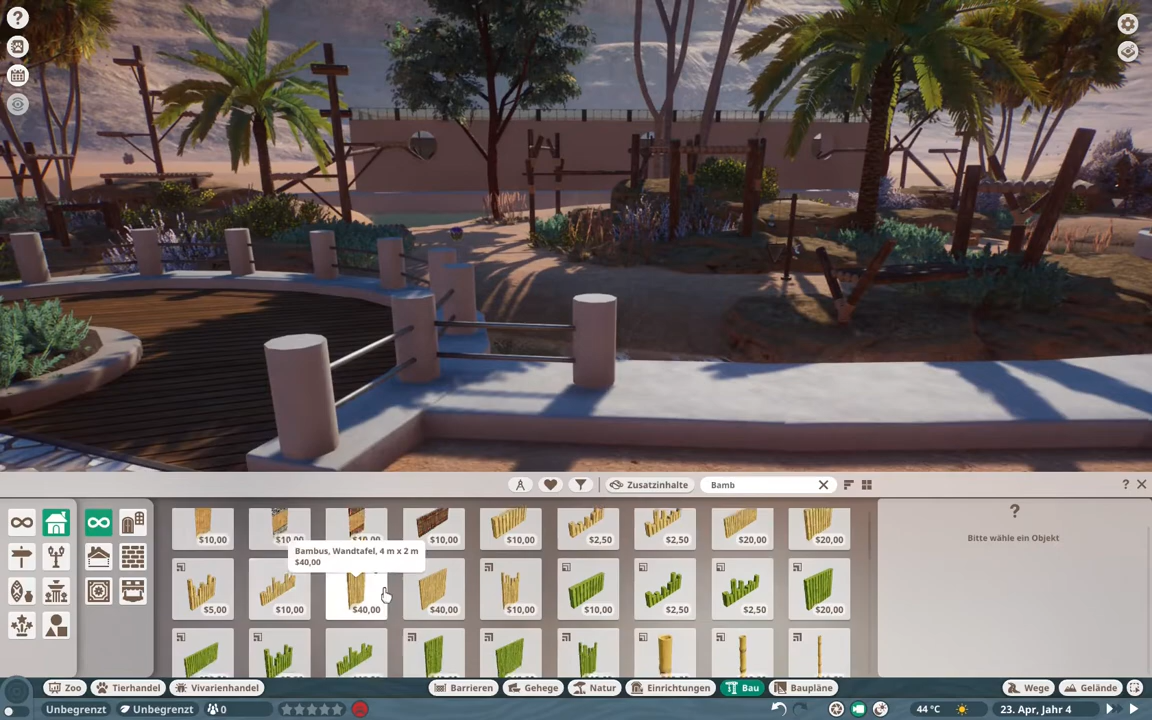 Zusatzinhalte
Bamb
?
?
?
Bitte wähle ein Objekt
$10,00
$10,00
$10,00
$10,00
$10,00
$2,50
$2,50
$20,00
$20,00
Bambus, Wandtafel, 4 m x 2 m
$40,00
$5,00
$10,00
$40,00
$40,00
$10,00
$10,00
$2,50
$2,50
$20,00
Zoo
Tierhandel
Vivarienhandel
Barrieren
Gehege
Natur
Einrichtungen
Bau
Baupläne
Wege
Gelände
Unbegrenzt
Unbegrenzt
0
44 °C
23. Apr, Jahr 4